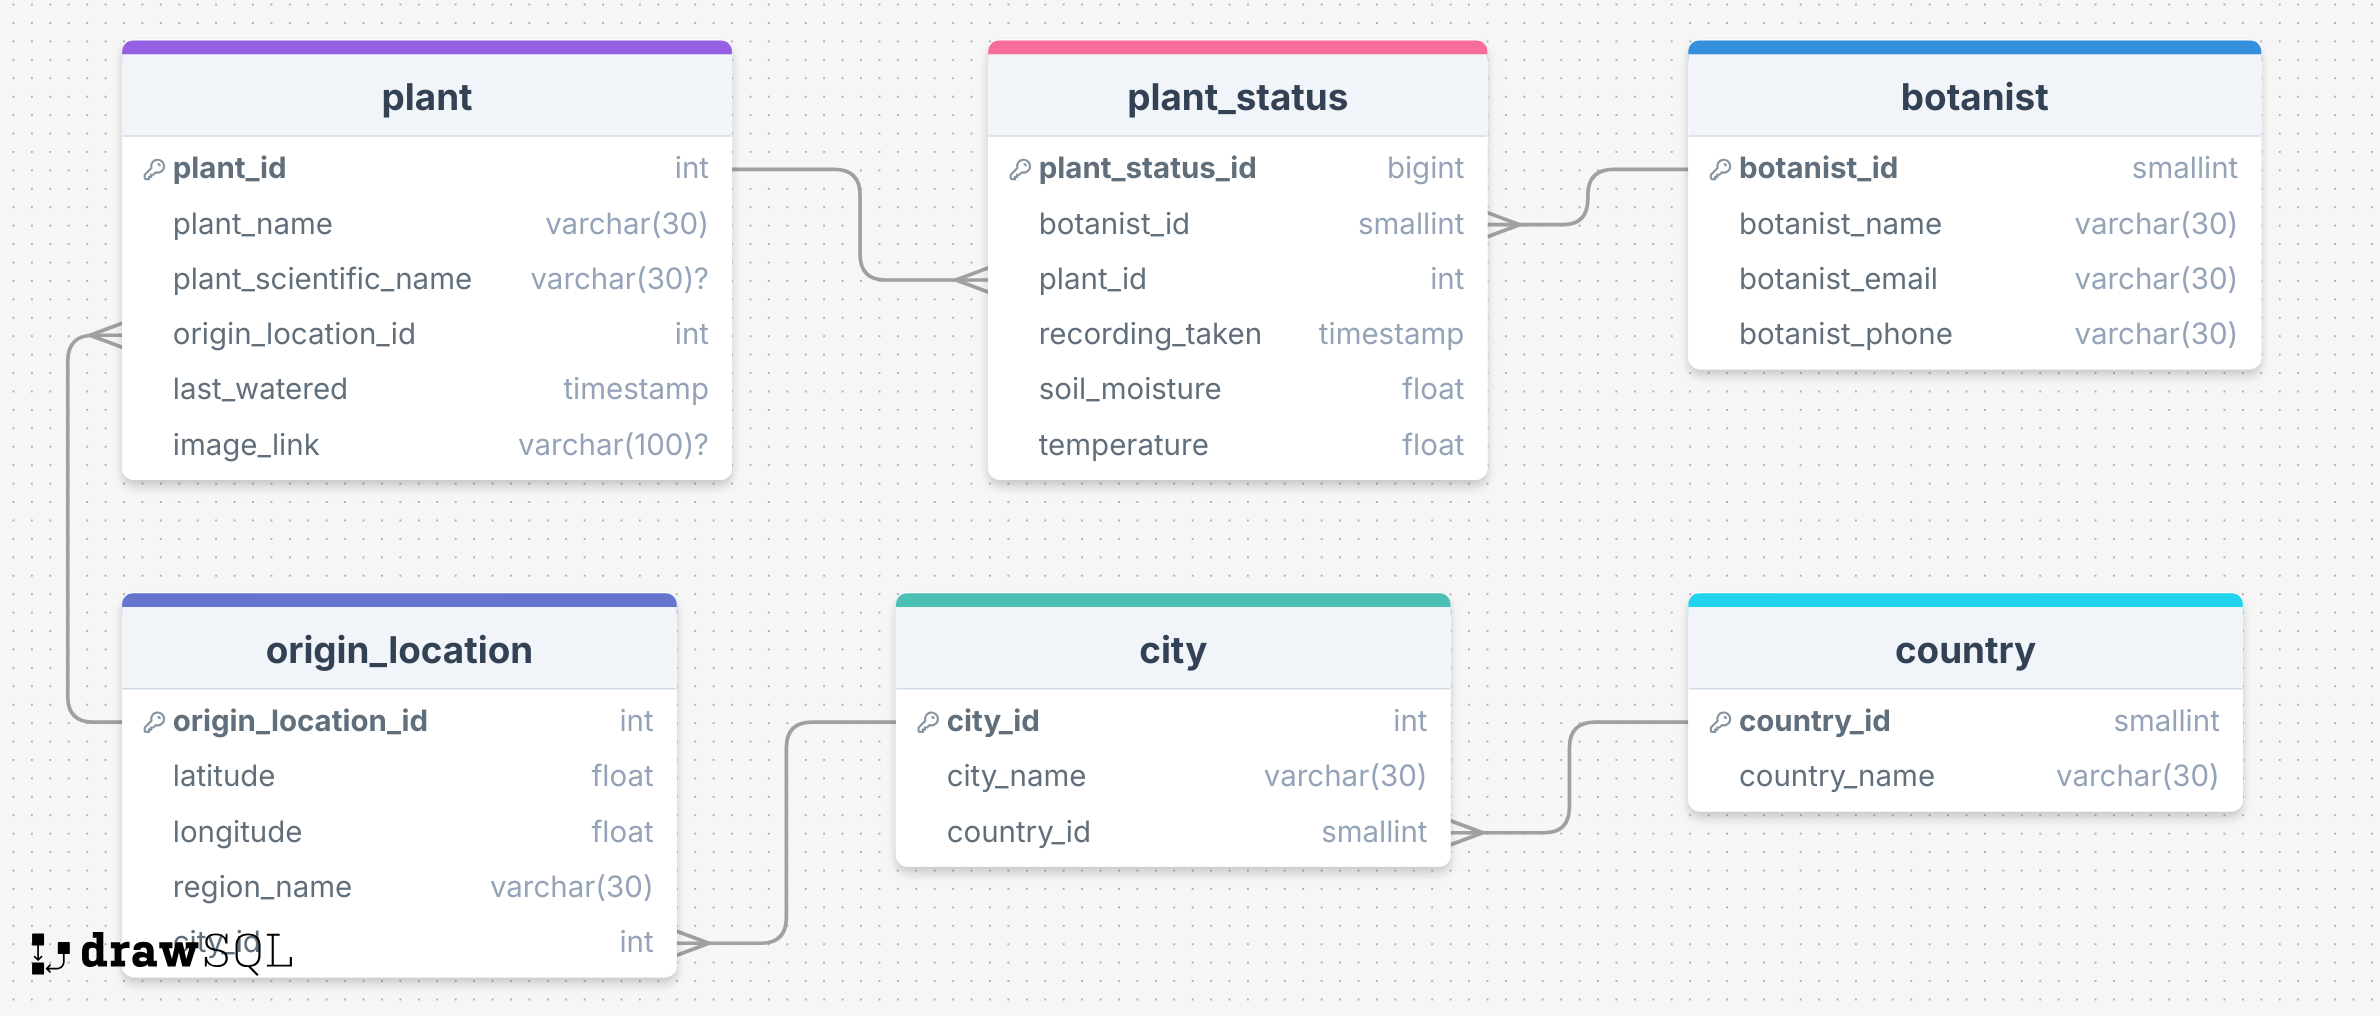 plant
plant_id int
plant_name varchar(30)
plant_scientific_name varchar(30)?
origin_location_id int
last_watered timestamp
image_link varchar(100)?
plant_status
plant_status_id bigint
botanist_id smallint
plant_id int
recording_taken timestamp
soil_moisture float
temperature float
botanist
botanist_id smallint
botanist_name varchar(30)
botanist_email varchar(30)
botanist_phone varchar(30)
origin_location
origin_location_id int
latitude float
longitude float
region_name varchar(30)
city_id int
drawSQL
city
city_id int
city_name varchar(30)
country_id smallint
country
country_id smallint
country_name varchar(30)